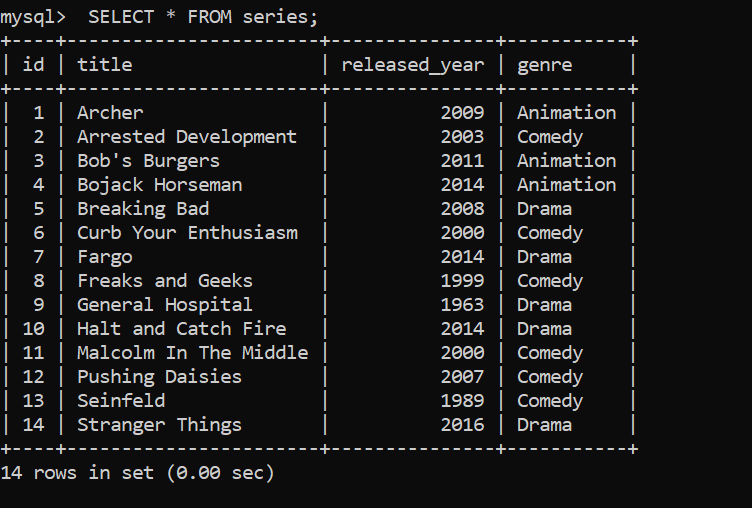 mysql>  SELECT * FROM series;
+----+-----------------------+---------------+-----------+
| id | title                 | released_year | genre     |
+----+-----------------------+---------------+-----------+
|  1 | Archer                |          2009 | Animation |
|  2 | Arrested Development  |          2003 | Comedy    |
|  3 | Bob's Burgers         |          2011 | Animation |
|  4 | Bojack Horseman       |          2014 | Animation |
|  5 | Breaking Bad          |          2008 | Drama     |
|  6 | Curb Your Enthusiasm  |          2000 | Comedy    |
|  7 | Fargo                 |          2014 | Drama     |
|  8 | Freaks and Geeks      |          1999 | Comedy    |
|  9 | General Hospital      |          1963 | Drama     |
| 10 | Halt and Catch Fire   |          2014 | Drama     |
| 11 | Malcolm In The Middle |          2000 | Comedy    |
| 12 | Pushing Daisies       |          2007 | Comedy    |
| 13 | Seinfeld              |          1989 | Comedy    |
| 14 | Stranger Things       |          2016 | Drama     |
+----+-----------------------+---------------+-----------+
14 rows in set (0.00 sec)